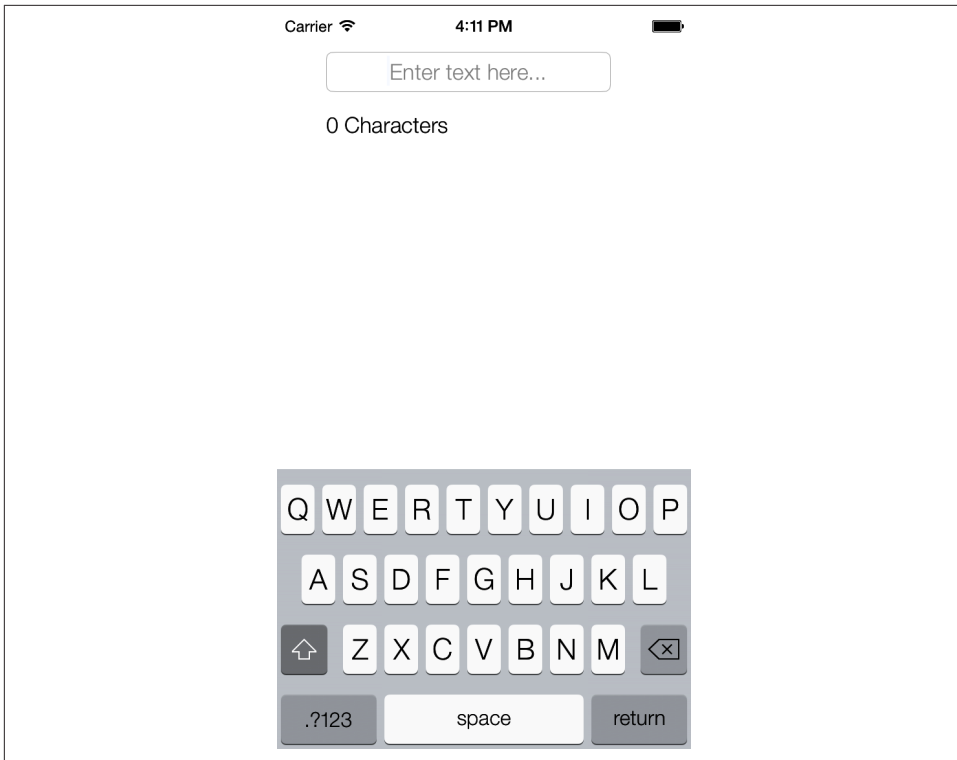 Carrier 4:11 PM
Enter text here...
0 Characters
Q W E R T Y U I O P
A S D F G H J K L
Z X C V B N M
.?123 space return